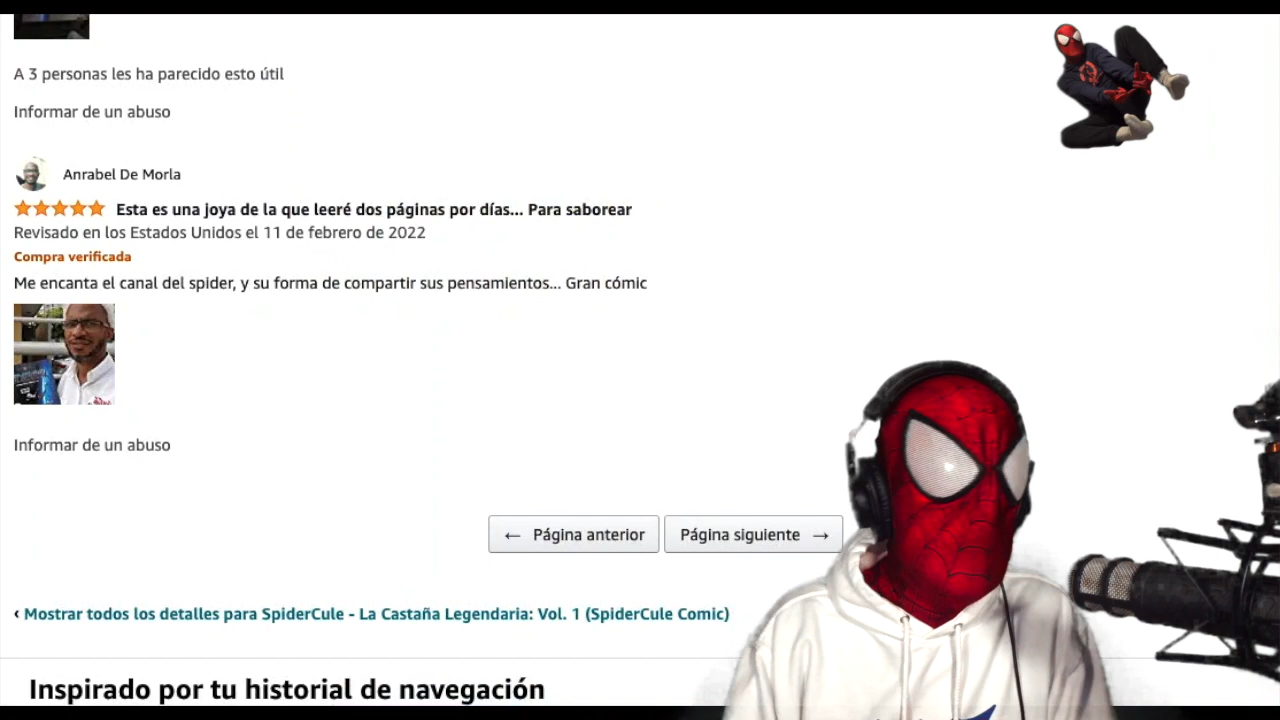 A 3 personas les ha parecido esto útil
Informar de un abuso
Anrabel De Morla
Esta es una joya de la que leeré dos páginas por días... Para saborear
Revisado en los Estados Unidos el 11 de febrero de 2022
Compra verificada
Me encanta el canal del spider, y su forma de compartir sus pensamientos... Gran cómic
Informar de un abuso
← Página anterior
Página siguiente →
‹ Mostrar todos los detalles para SpiderCule - La Castaña Legendaria: Vol. 1 (SpiderCule Comic)
Inspirado por tu historial de navegación